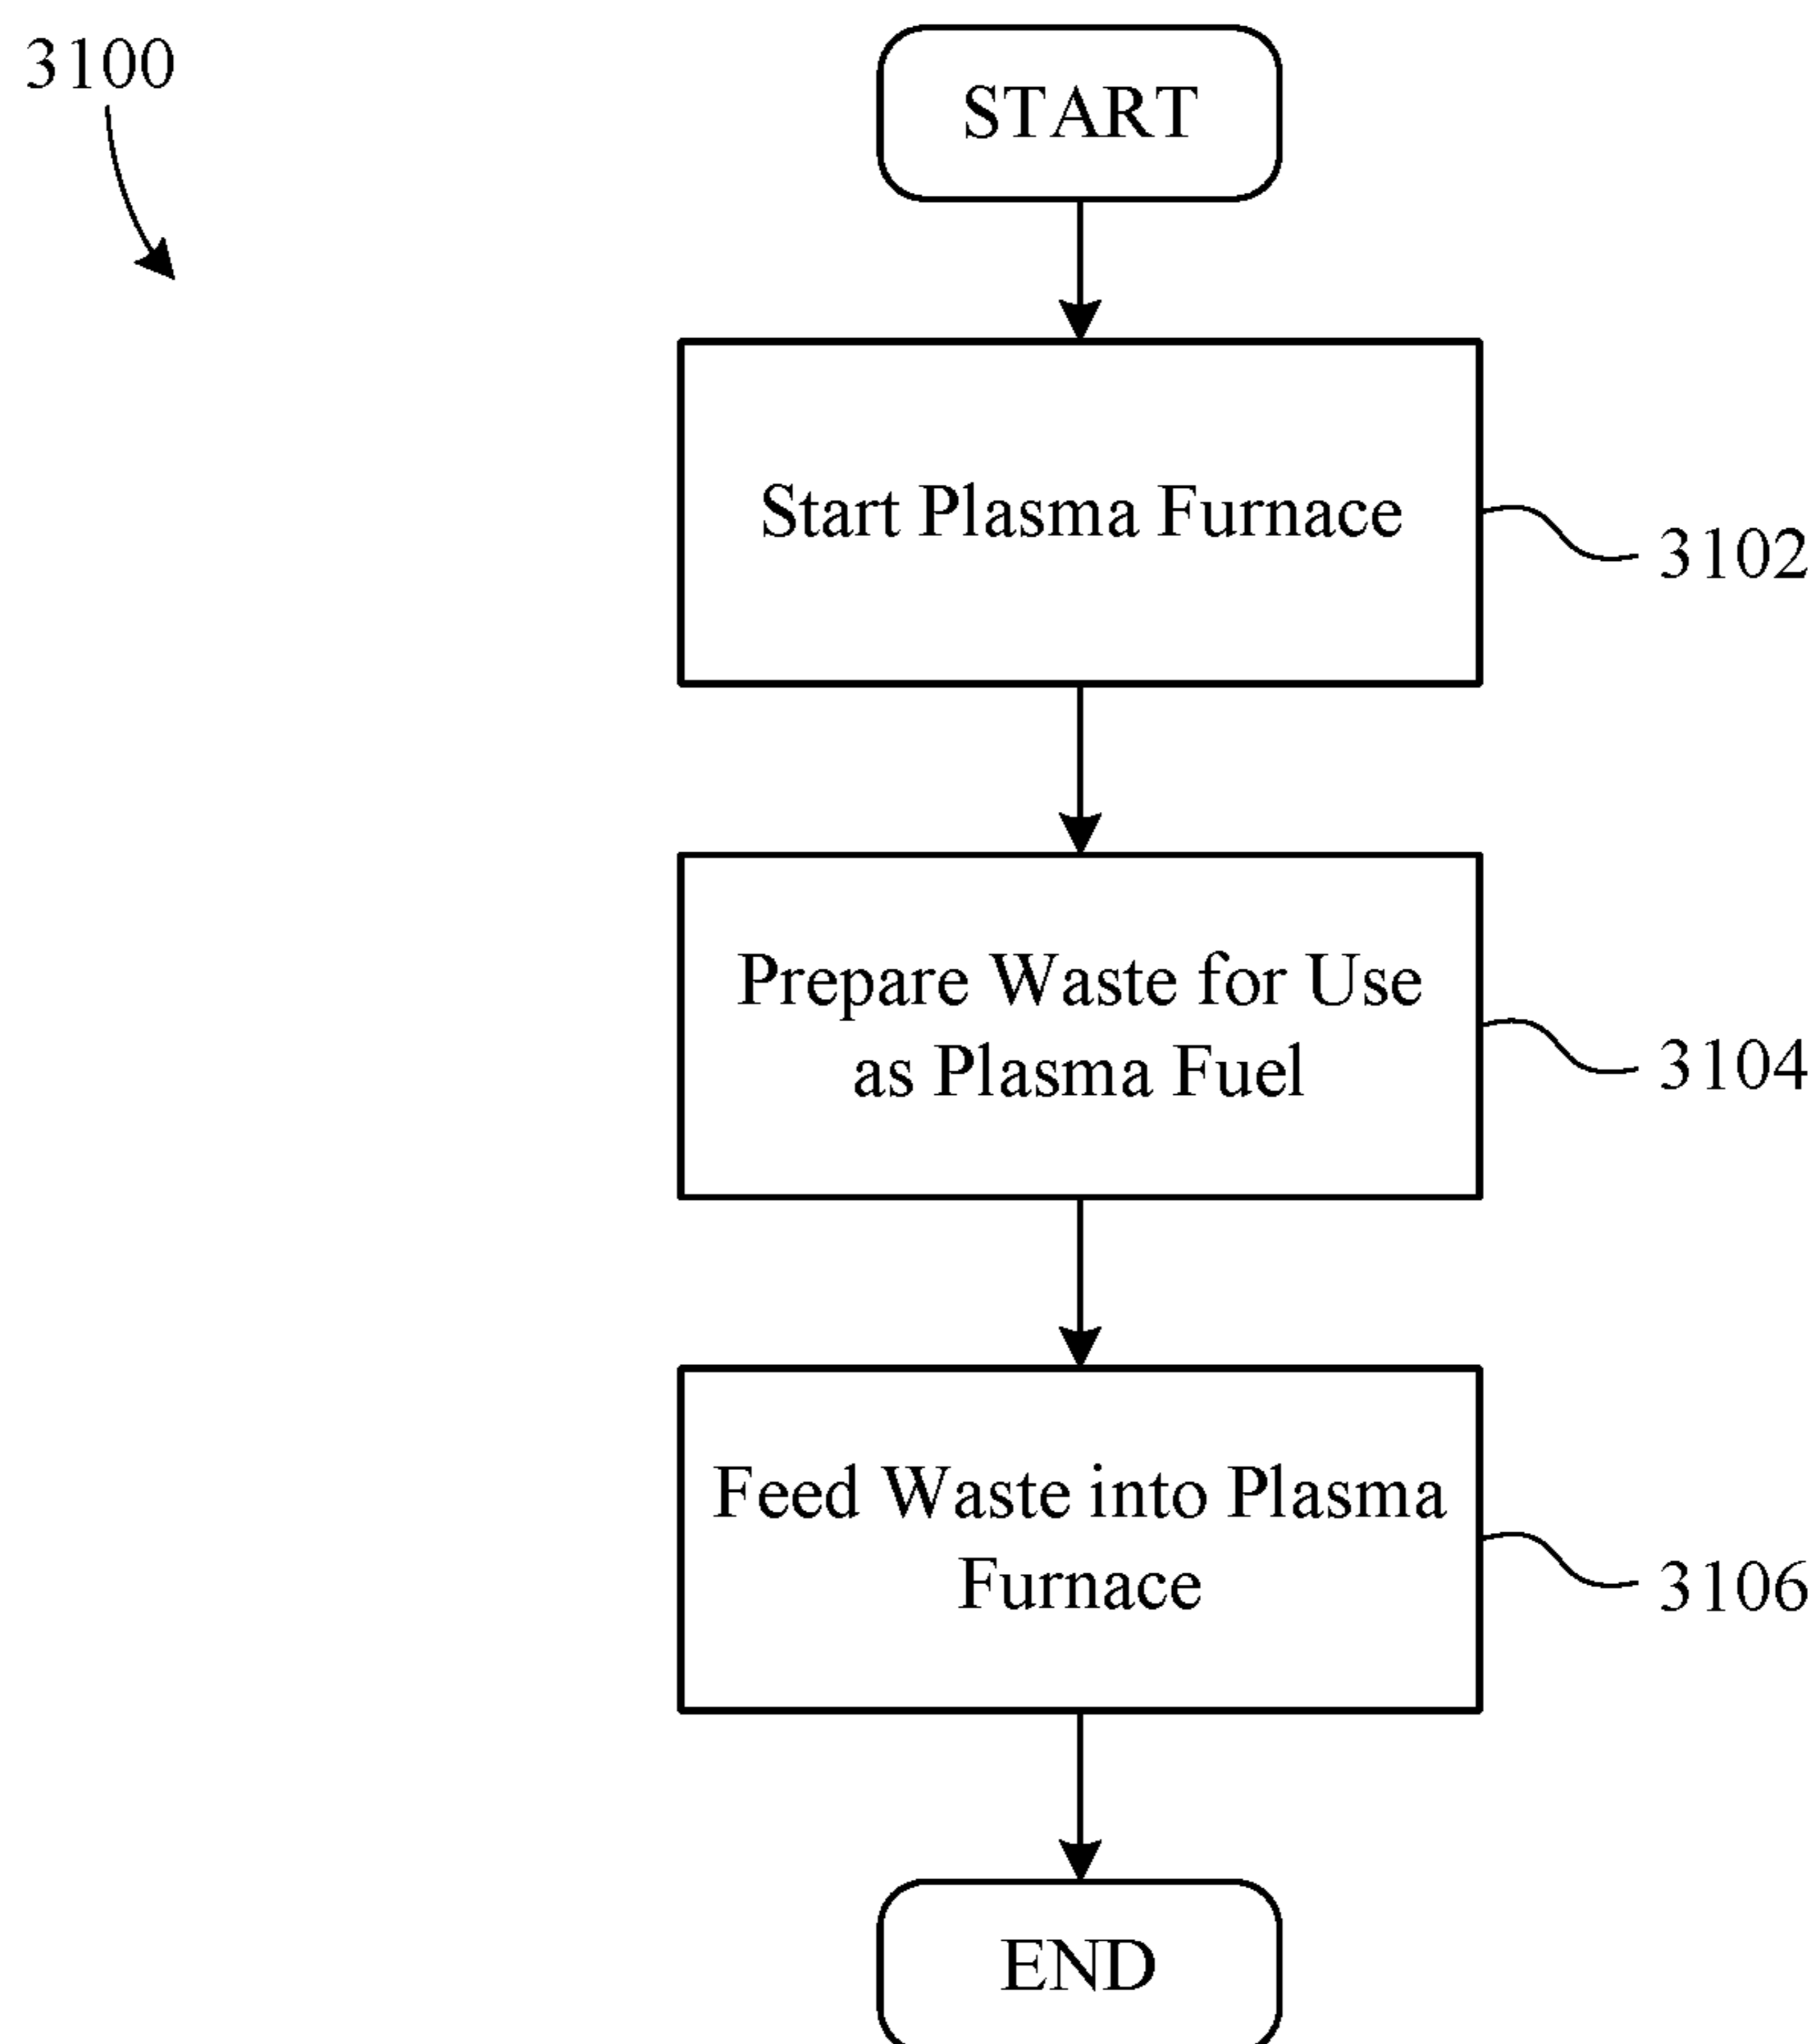 3100
START
Start Plasma Furnace
3102
Prepare Waste for Use
as Plasma Fuel
3104
Feed Waste into Plasma
Furnace
3106
END